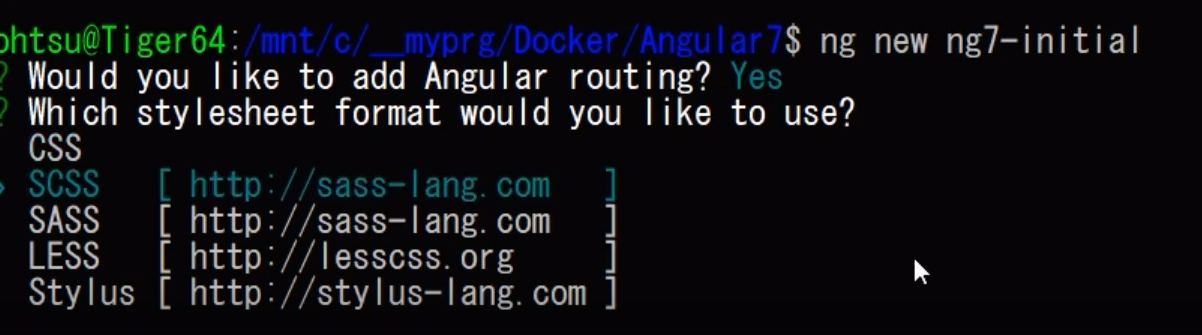 ohtsu@Tiger64:/mnt/c/__myprg/Docker/Angular7$ ng new ng7-initial
? Would you like to add Angular routing? Yes
? Which stylesheet format would you like to use?
CSS
> SCSS [ http://sass-lang.com ]
SASS [ http://sass-lang.com ]
LESS [ http://lesscss.org ]
Stylus [ http://stylus-lang.com ]